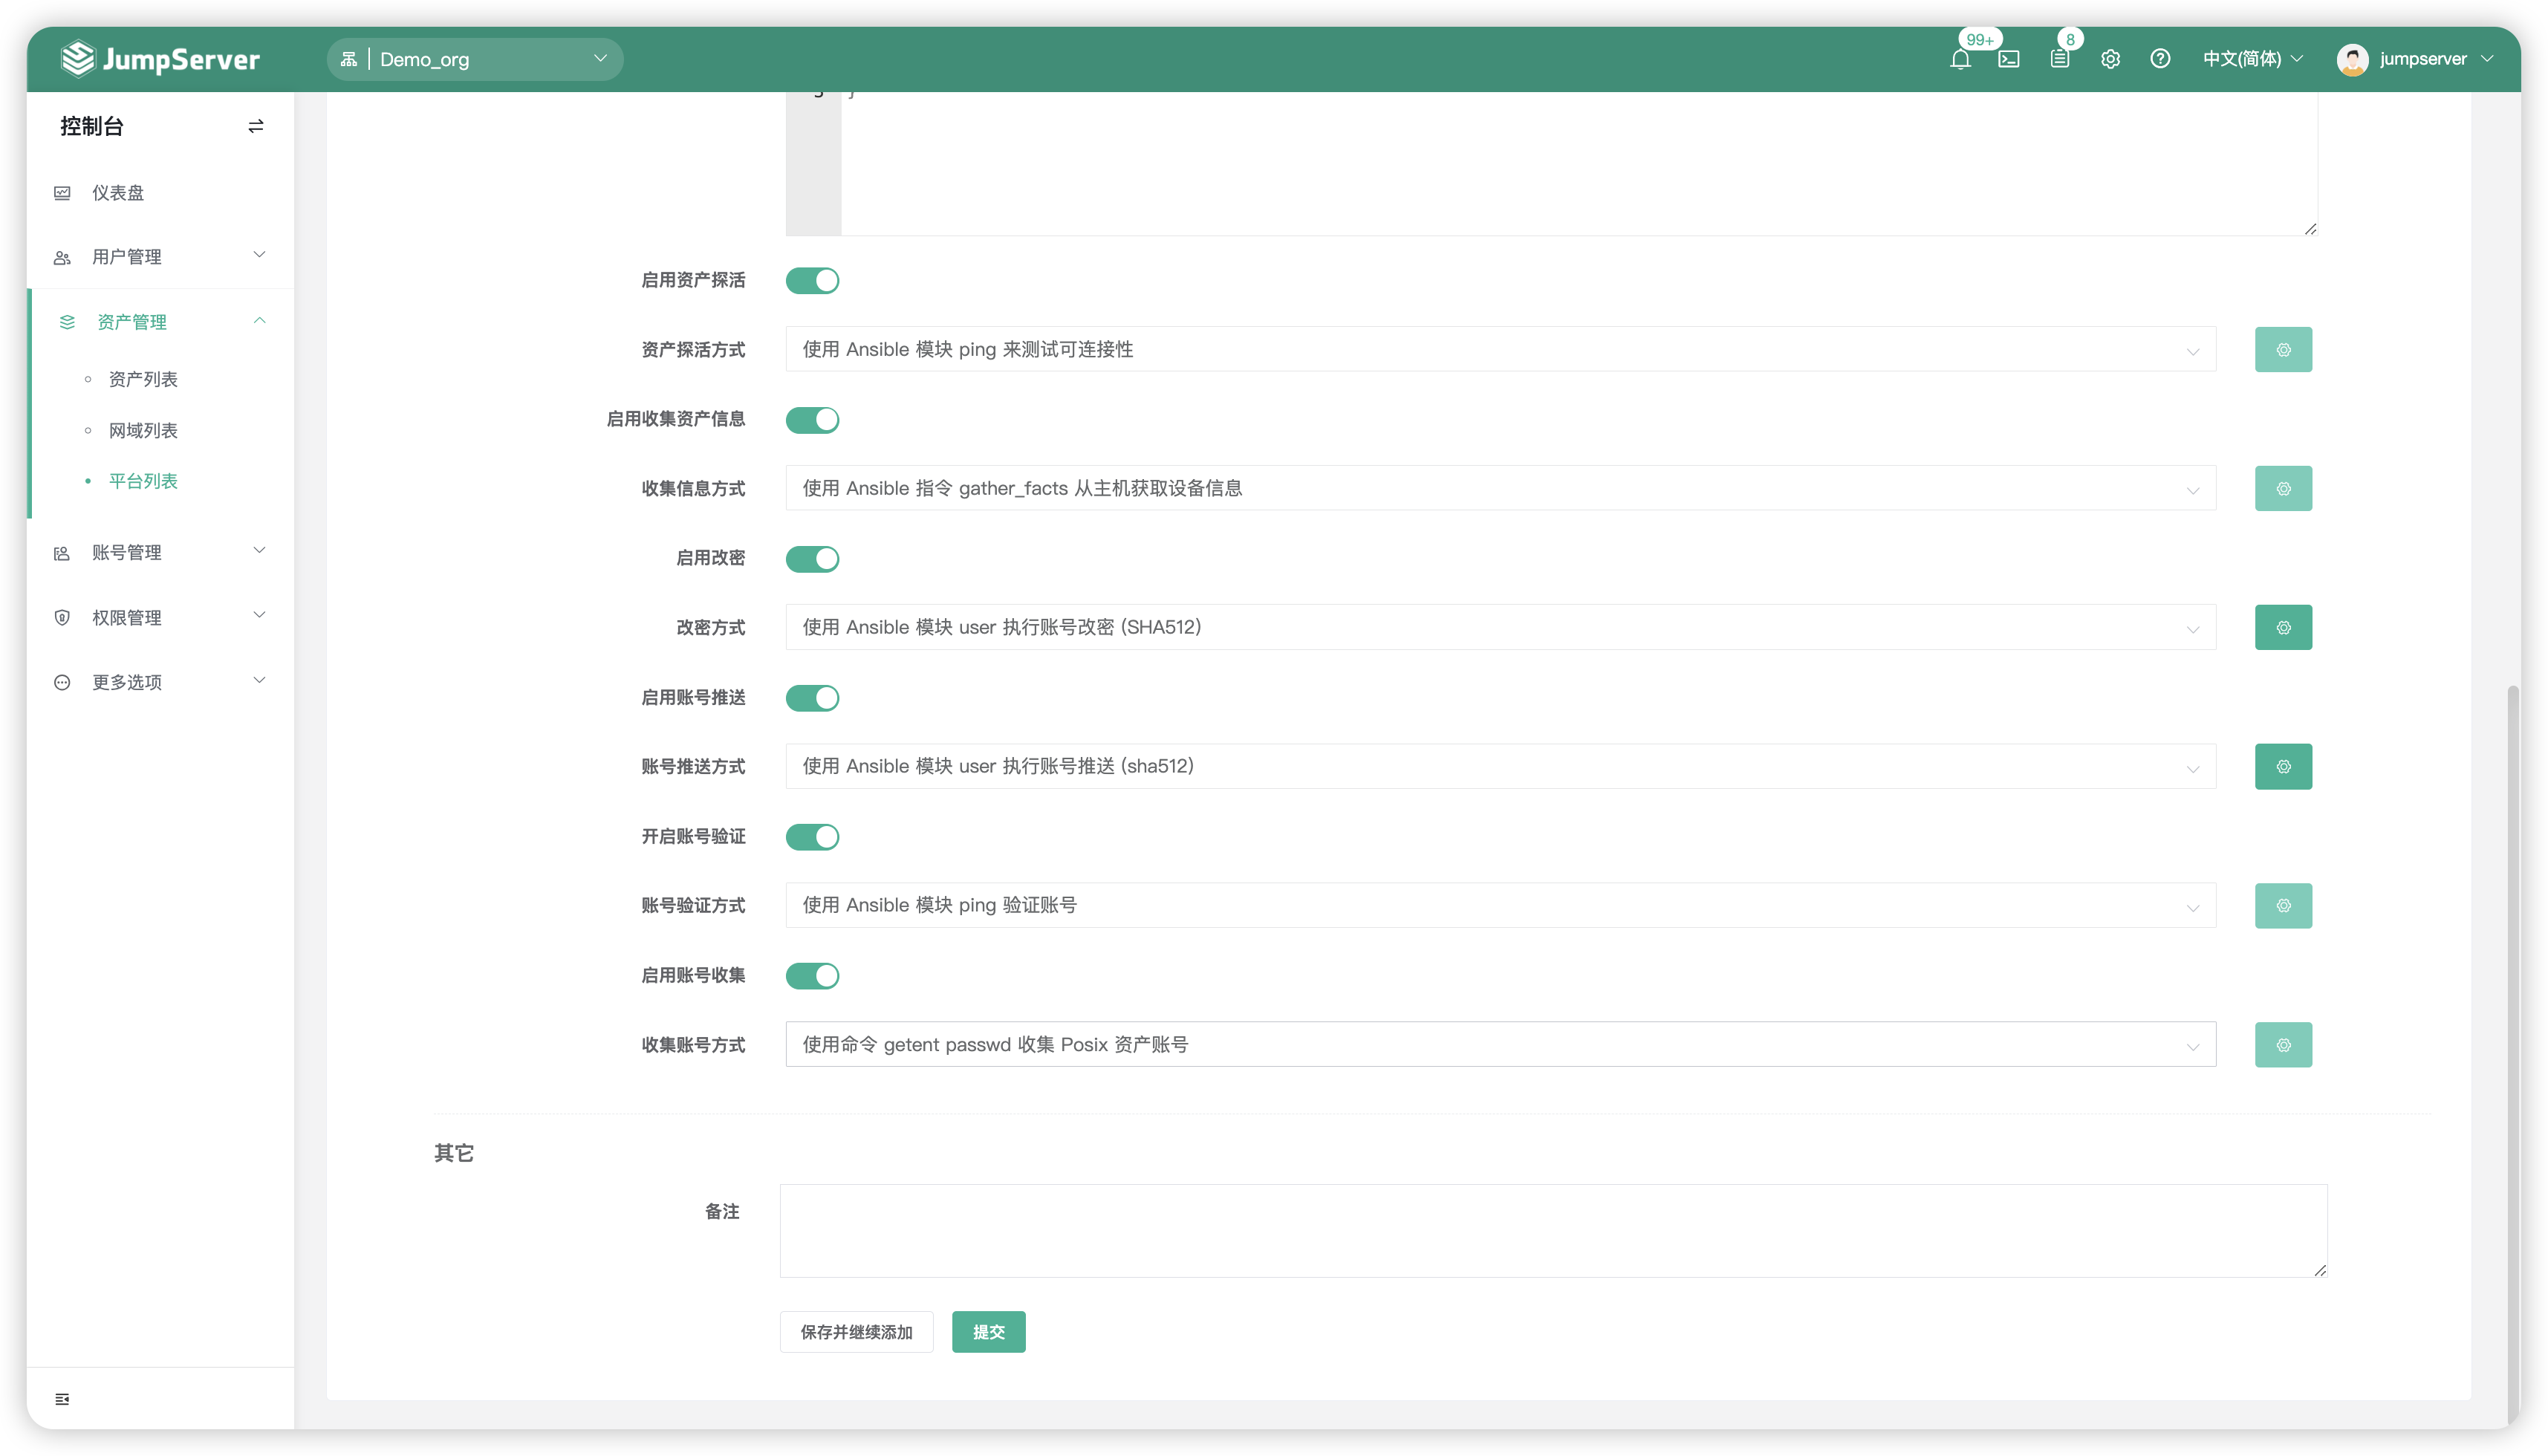 JumpServer
Demo_org
99+
8
中文(简体)
jumpserver
控制台
仪表盘
用户管理
资产管理
资产列表
网域列表
平台列表
账号管理
权限管理
更多选项
}
启用资产探活
资产探活方式
使用 Ansible 模块 ping 来测试可连接性
启用收集资产信息
收集信息方式
使用 Ansible 指令 gather_facts 从主机获取设备信息
启用改密
改密方式
使用 Ansible 模块 user 执行账号改密 (SHA512)
启用账号推送
账号推送方式
使用 Ansible 模块 user 执行账号推送 (sha512)
开启账号验证
账号验证方式
使用 Ansible 模块 ping 验证账号
启用账号收集
收集账号方式
使用命令 getent passwd 收集 Posix 资产账号
其它
备注
保存并继续添加
提交